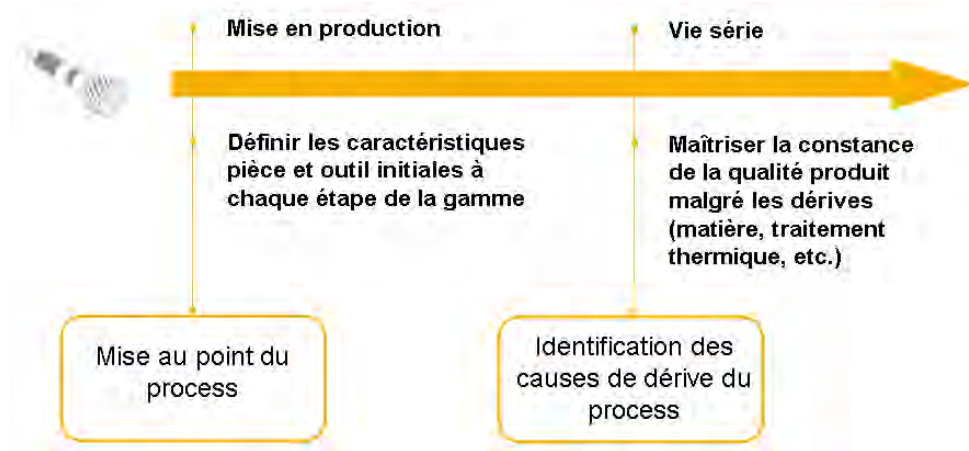 Mise en production
Vie série
Définir les caractéristiques
pièce et outil initiales à
chaque étape de la gamme
Maîtriser la constance
de la qualité produit
malgré les dérives
(matière, traitement
thermique, etc.)
Mise au point du
process
Identification des
causes de dérive du
process